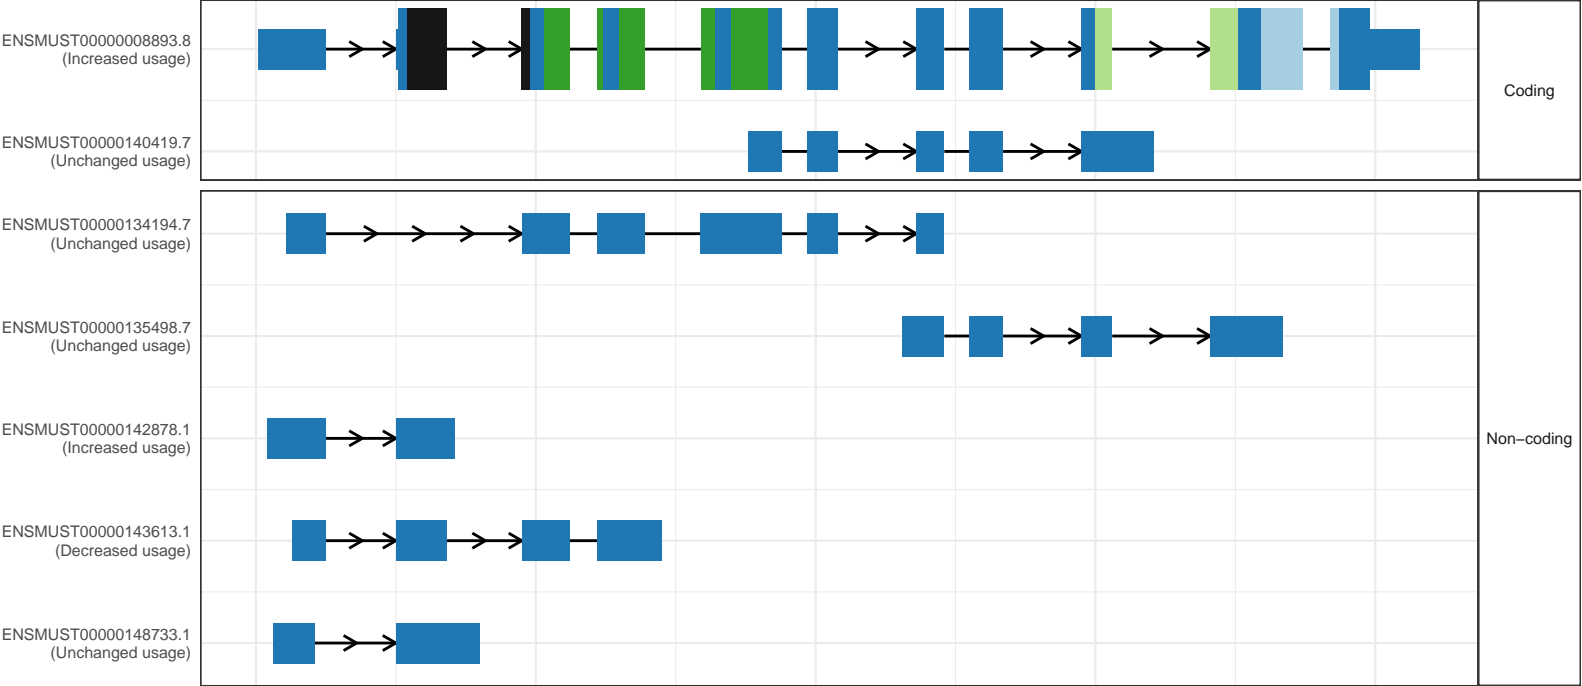 ENSMUST00000008893.8
(Increased usage)
ENSMUST00000140419.7
(Unchanged usage)
Coding
ENSMUST00000134194.7
(Unchanged usage)
ENSMUST00000135498.7
(Unchanged usage)
ENSMUST00000142878.1
(Increased usage)
ENSMUST00000143613.1
(Decreased usage)
ENSMUST00000148733.1
(Unchanged usage)
Non−coding